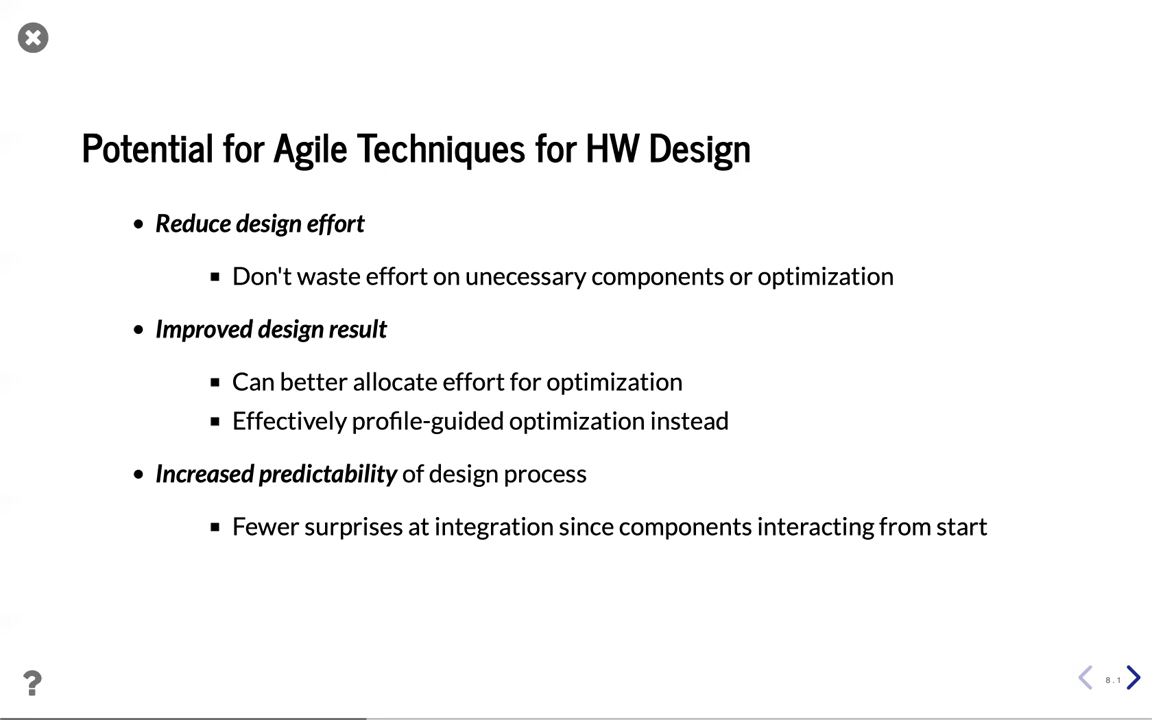 Potential for Agile Techniques for HW Design
• Reduce design effort
▪ Don't waste effort on unecessary components or optimization
• Improved design result
▪ Can better allocate effort for optimization
▪ Effectively profile-guided optimization instead
• Increased predictability of design process
▪ Fewer surprises at integration since components interacting from start
?
8.1